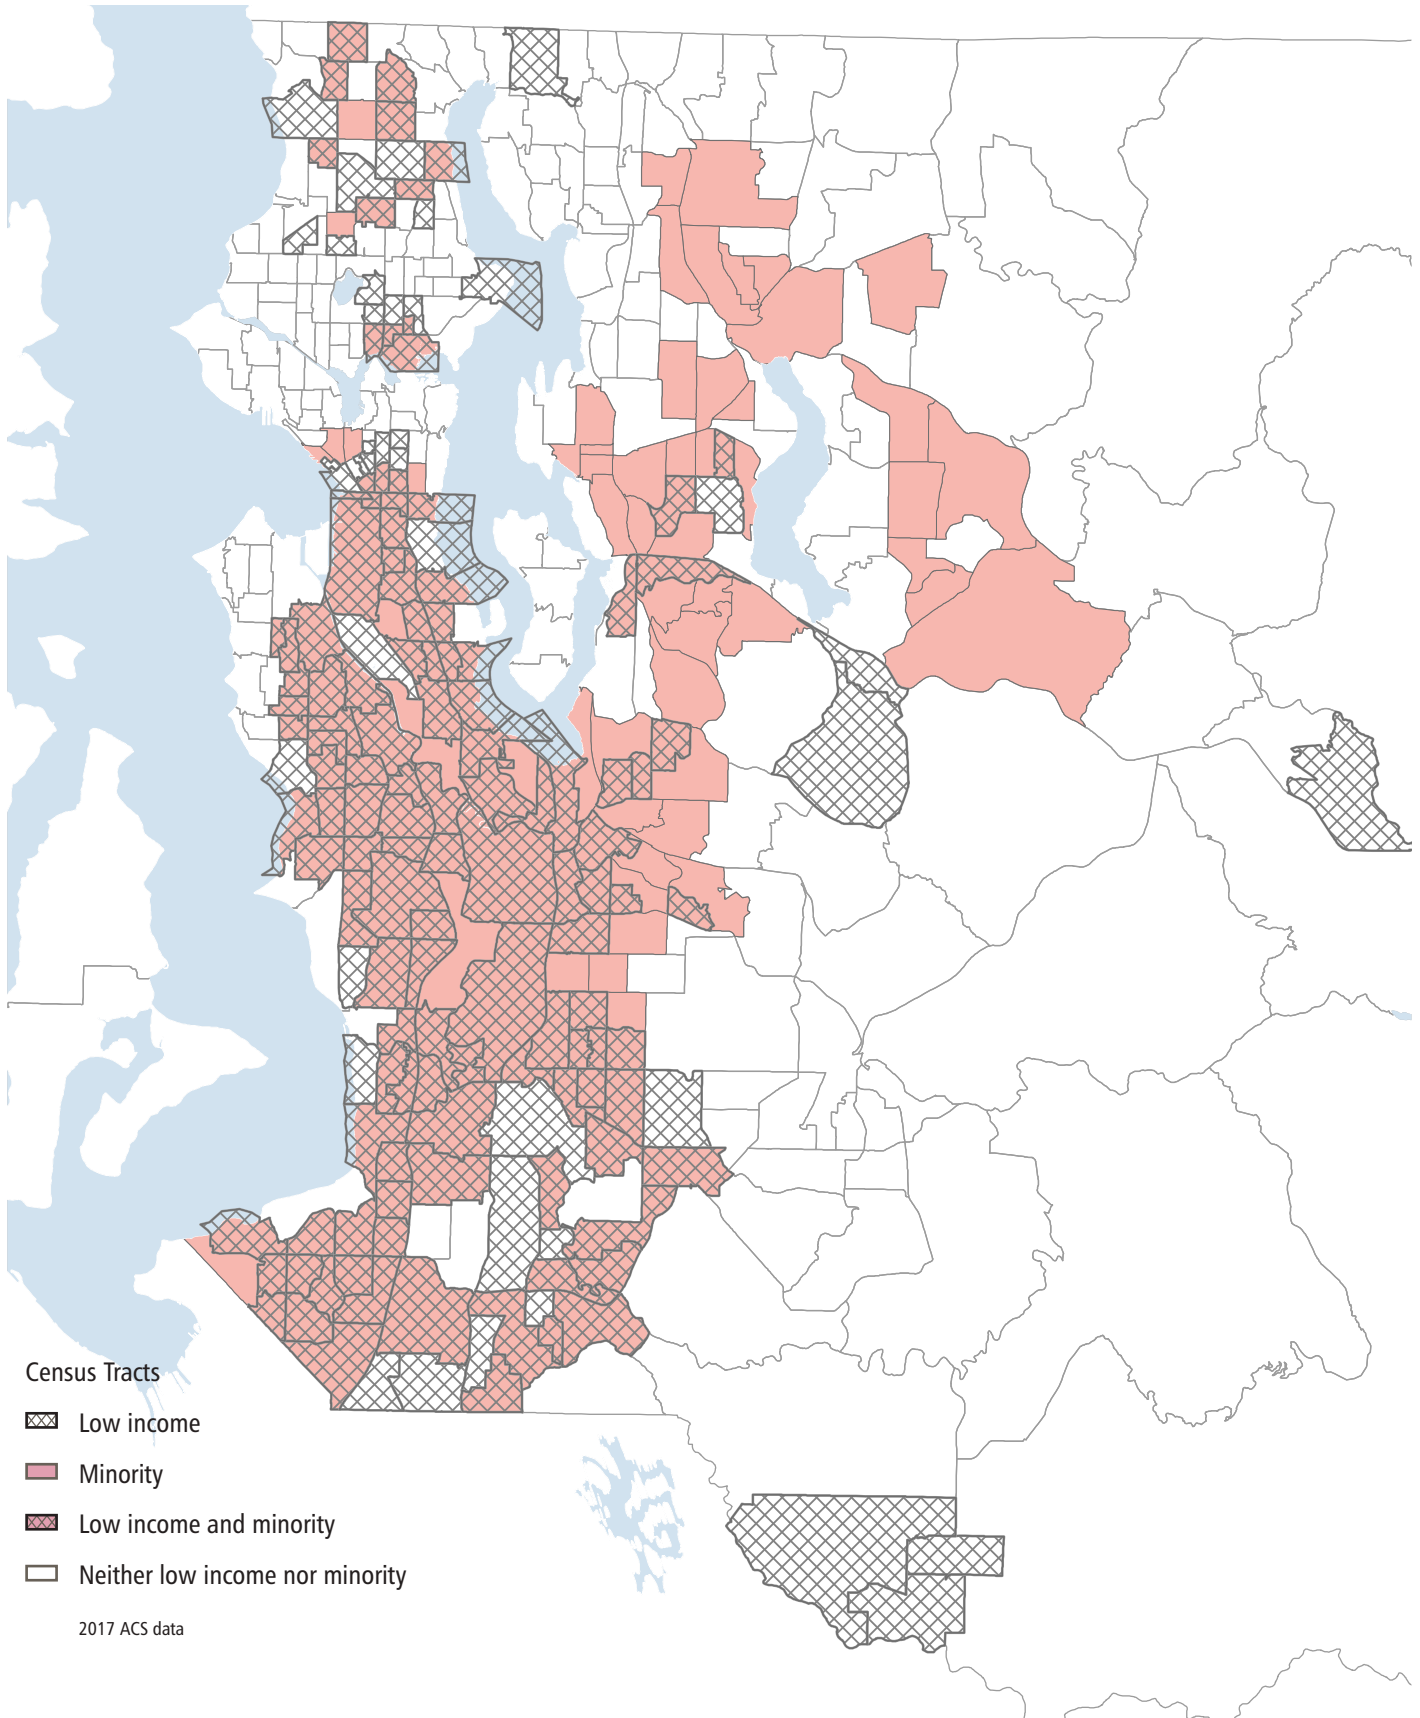 Census Tracts
Low income
Minority
Low income and minority
Neither low income nor minority
2017 ACS data